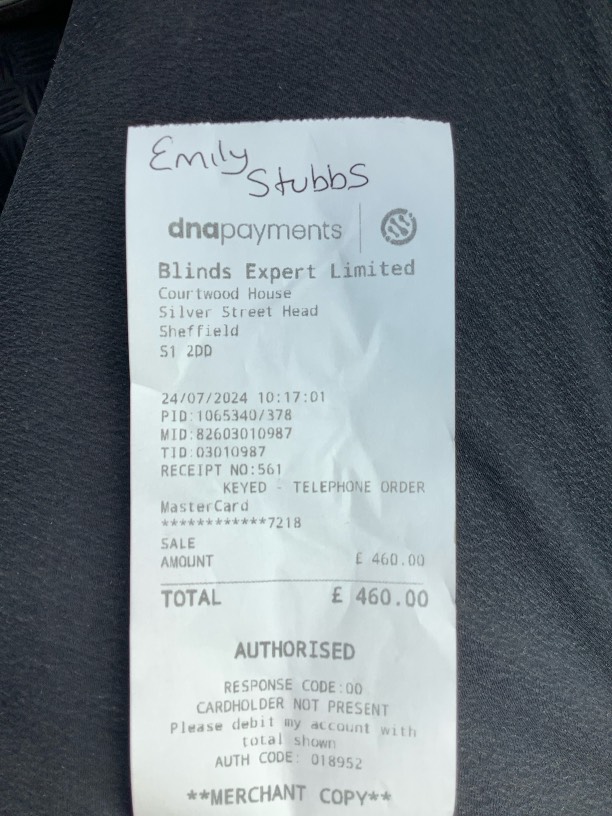 Emily
Stubbs
dnapayments
Blinds Expert Limited
Courtwood House
Silver Street Head
Sheffield
S1 2DD
24/07/2024 10:17:01
PID:1065340/378
MID:82603010987
TID:03010987
RECEIPT NO:561
KEYED - TELEPHONE ORDER
MasterCard
************7218
SALE
AMOUNT £ 460.00
TOTAL £ 460.00
AUTHORISED
RESPONSE CODE:00
CARDHOLDER NOT PRESENT
Please debit my account with
total shown
AUTH CODE: 018952
**MERCHANT COPY**